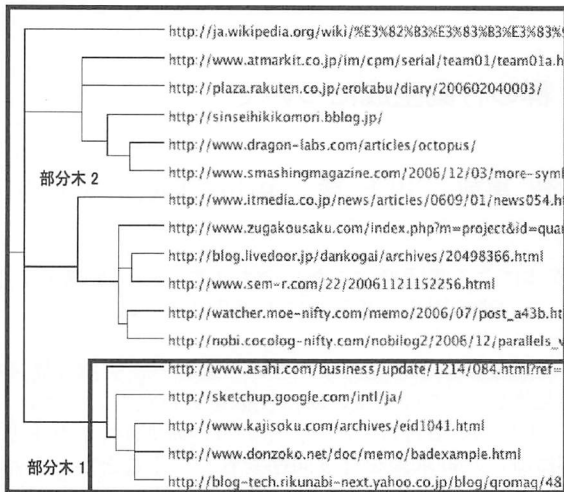 http://ja.wikipedia.org/wiki/%E3%82%B3%E3%83%B3%E3%83%9
http://www.atmarkit.co.jp/im/cpm/serial/team01/team01a.h
http://plaza.rakuten.co.jp/erokabu/diary/200602040003/
http://sinseihikikomori.bblog.jp/
http://www.dragon-labs.com/articles/octopus/
http://www.smashingmagazine.com/2006/12/03/more-symb
部分木 2
http://www.itmedia.co.jp/news/articles/0609/01/news054.ht
http://www.zugakousaku.com/index.php?m=project&id=quar
http://blog.livedoor.jp/dankogai/archives/20498366.html
http://www.sem-r.com/22/20061121152256.html
http://watcher.moe-nifty.com/memo/2006/07/post_a43b.ht
http://nobi.cocolog-nifty.com/nobilog2/2006/12/parallels_v
http://www.asahi.com/business/update/1214/084.html?ref=
http://sketchup.google.com/intl/ja/
http://www.kajisoku.com/archives/eid1041.html
http://www.donzoko.net/doc/memo/badexample.html
部分木 1
http://blog-tech.rikunabi-next.yahoo.co.jp/blog/qromag/48